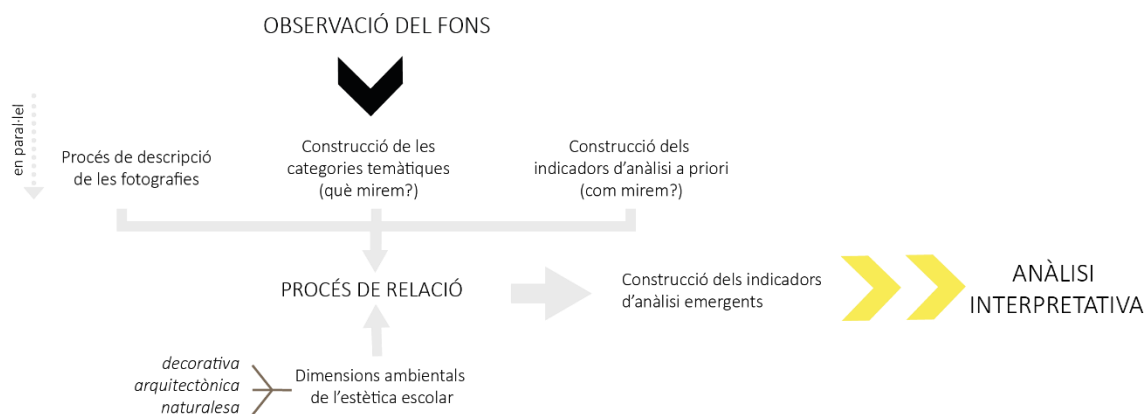 OBSERVACIÓ DEL FONS
en paral·lel
Procés de descripció
de les fotografies
Construcció de les
categories temàtiques
(què mirem?)
Construcció dels
indicadors d'anàlisi a priori
(com mirem?)
PROCÉS DE RELACIÓ
Construcció dels indicadors
d'anàlisi emergents
ANÀLISI
INTERPRETATIVA
decorativa
arquitectònica
naturalesa
Dimensions ambientals
de l'estètica escolar